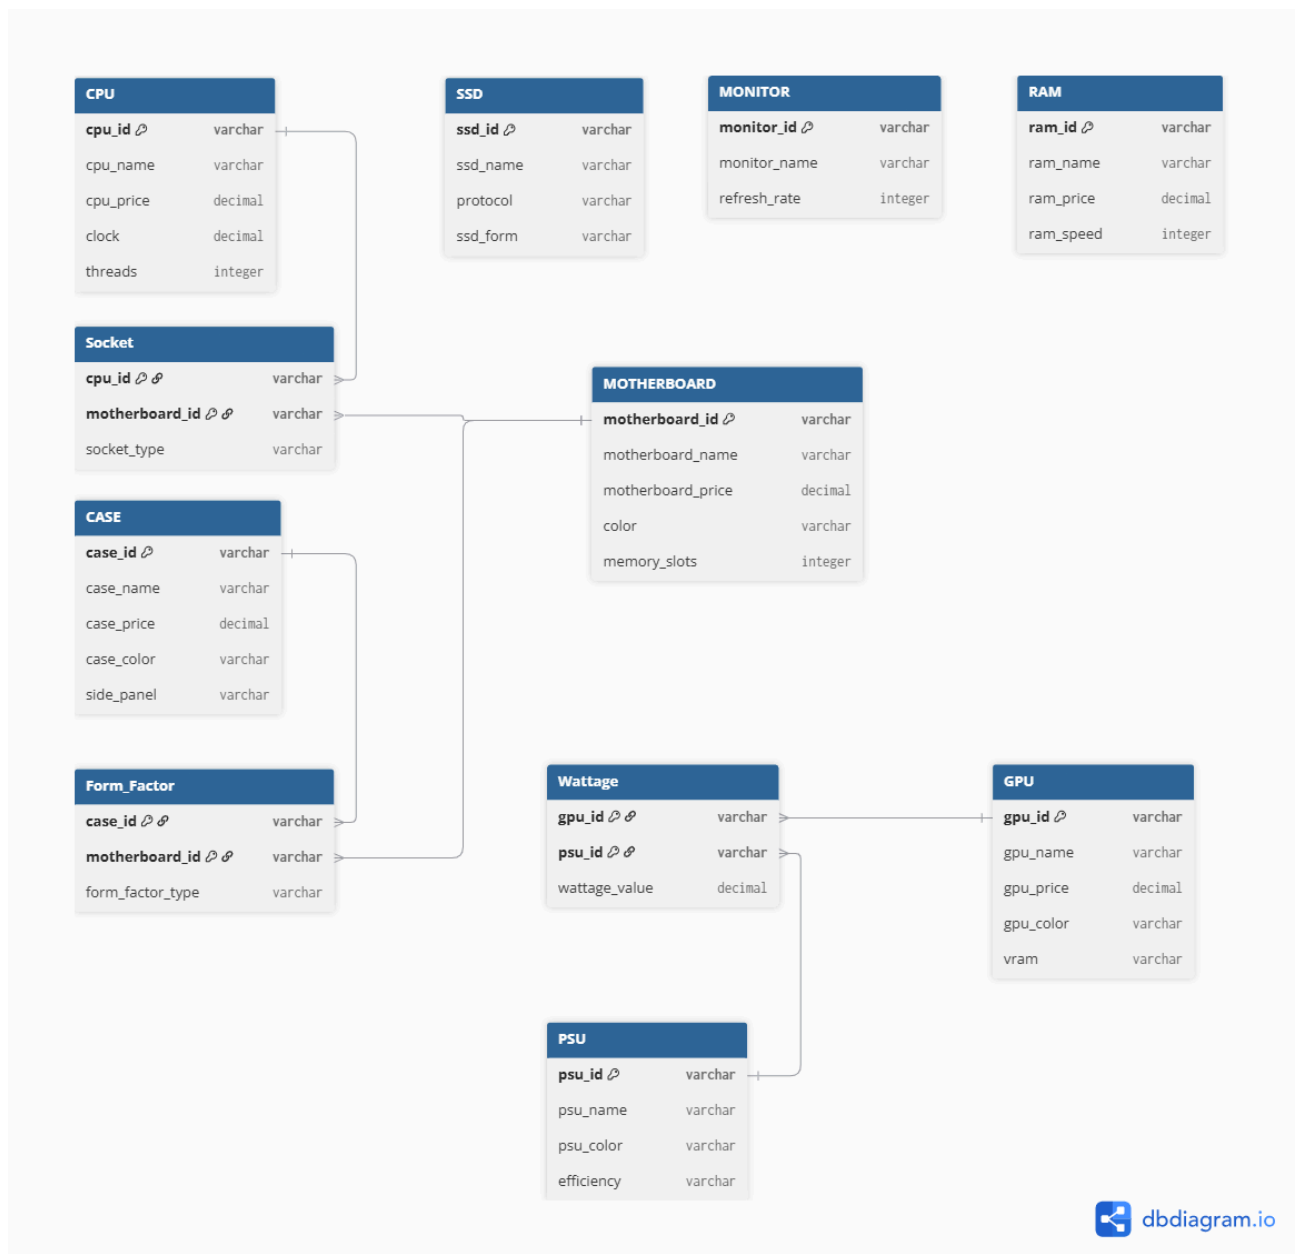 CPU
cpu_id varchar
cpu_name varchar
cpu_price decimal
clock decimal
threads integer
SSD
ssd_id varchar
ssd_name varchar
protocol varchar
ssd_form varchar
MONITOR
monitor_id varchar
monitor_name varchar
refresh_rate integer
RAM
ram_id varchar
ram_name varchar
ram_price decimal
ram_speed integer
Socket
cpu_id varchar
motherboard_id varchar
socket_type varchar
MOTHERBOARD
motherboard_id varchar
motherboard_name varchar
motherboard_price decimal
color varchar
memory_slots integer
CASE
case_id varchar
case_name varchar
case_price decimal
case_color varchar
side_panel varchar
Form_Factor
case_id varchar
motherboard_id varchar
form_factor_type varchar
Wattage
gpu_id varchar
psu_id varchar
wattage_value decimal
GPU
gpu_id varchar
gpu_name varchar
gpu_price decimal
gpu_color varchar
vram varchar
PSU
psu_id varchar
psu_name varchar
psu_color varchar
efficiency varchar
dbdiagram.io